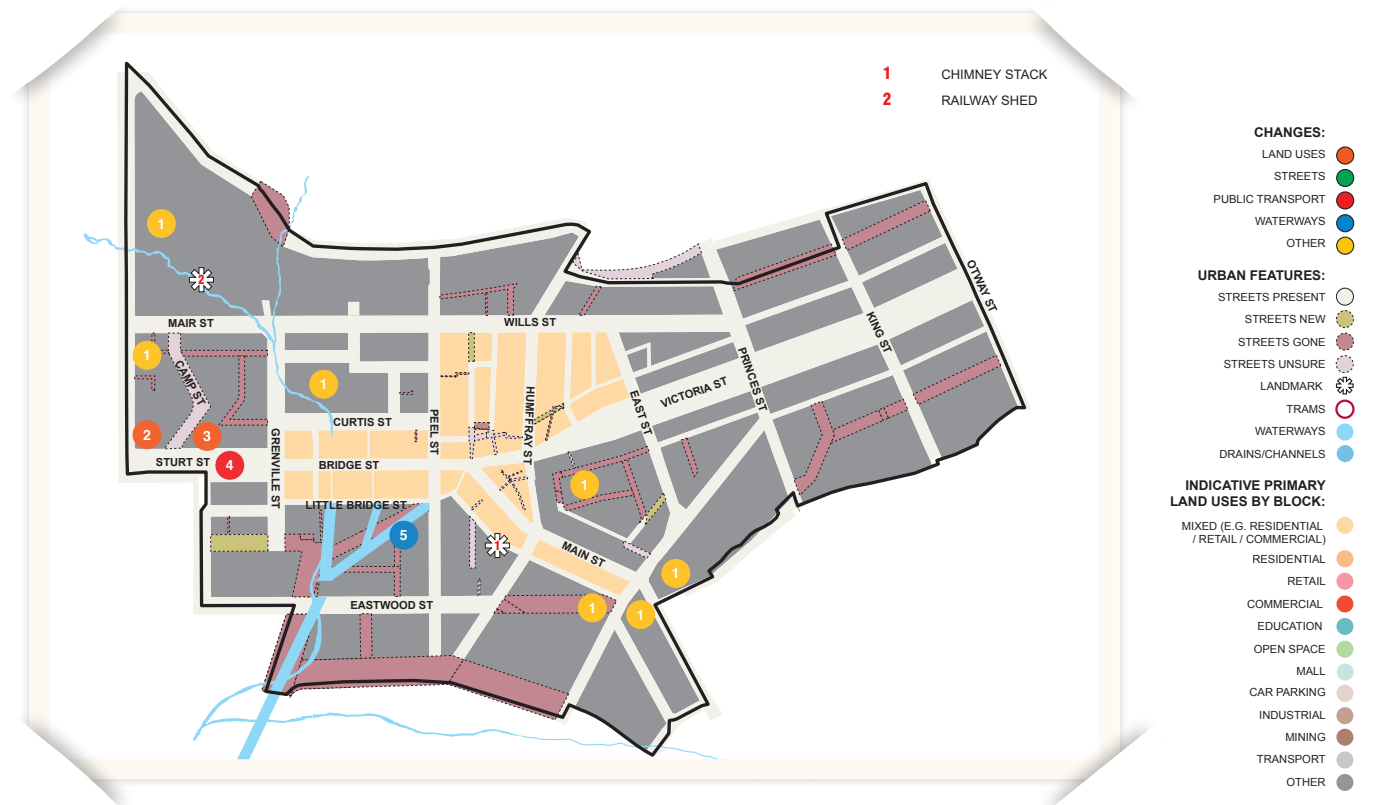 1 CHIMNEY STACK
2 RAILWAY SHED
1
2
MAIR ST
WILLS ST
OTWAY ST
KING ST
PRINCES ST
1
CAMP ST
1
VICTORIA ST
HUMFFRAY ST
EAST ST
PEEL ST
CURTIS ST
2
3
GRENVILLE ST
STURT ST
4
BRIDGE ST
1
LITTLE BRIDGE ST
5
1
MAIN ST
1
EASTWOOD ST
1
1
CHANGES:
LAND USES
STREETS
PUBLIC TRANSPORT
WATERWAYS
OTHER
URBAN FEATURES:
STREETS PRESENT
STREETS NEW
STREETS GONE
STREETS UNSURE
LANDMARK
TRAMS
WATERWAYS
DRAINS/CHANNELS
INDICATIVE PRIMARY
LAND USES BY BLOCK:
MIXED (E.G. RESIDENTIAL
/ RETAIL / COMMERCIAL)
RESIDENTIAL
RETAIL
COMMERCIAL
EDUCATION
OPEN SPACE
MALL
CAR PARKING
INDUSTRIAL
MINING
TRANSPORT
OTHER